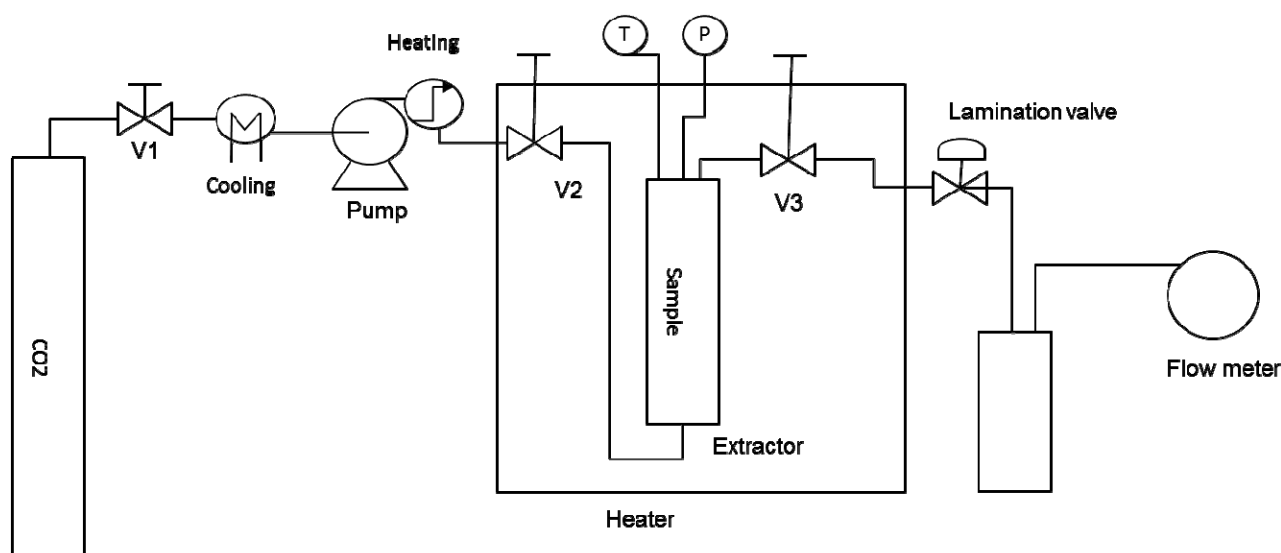 Heating
T
P
Lamination valve
V1
Cooling
Pump
V2
V3
Sample
CO2
Flow meter
Extractor
Heater